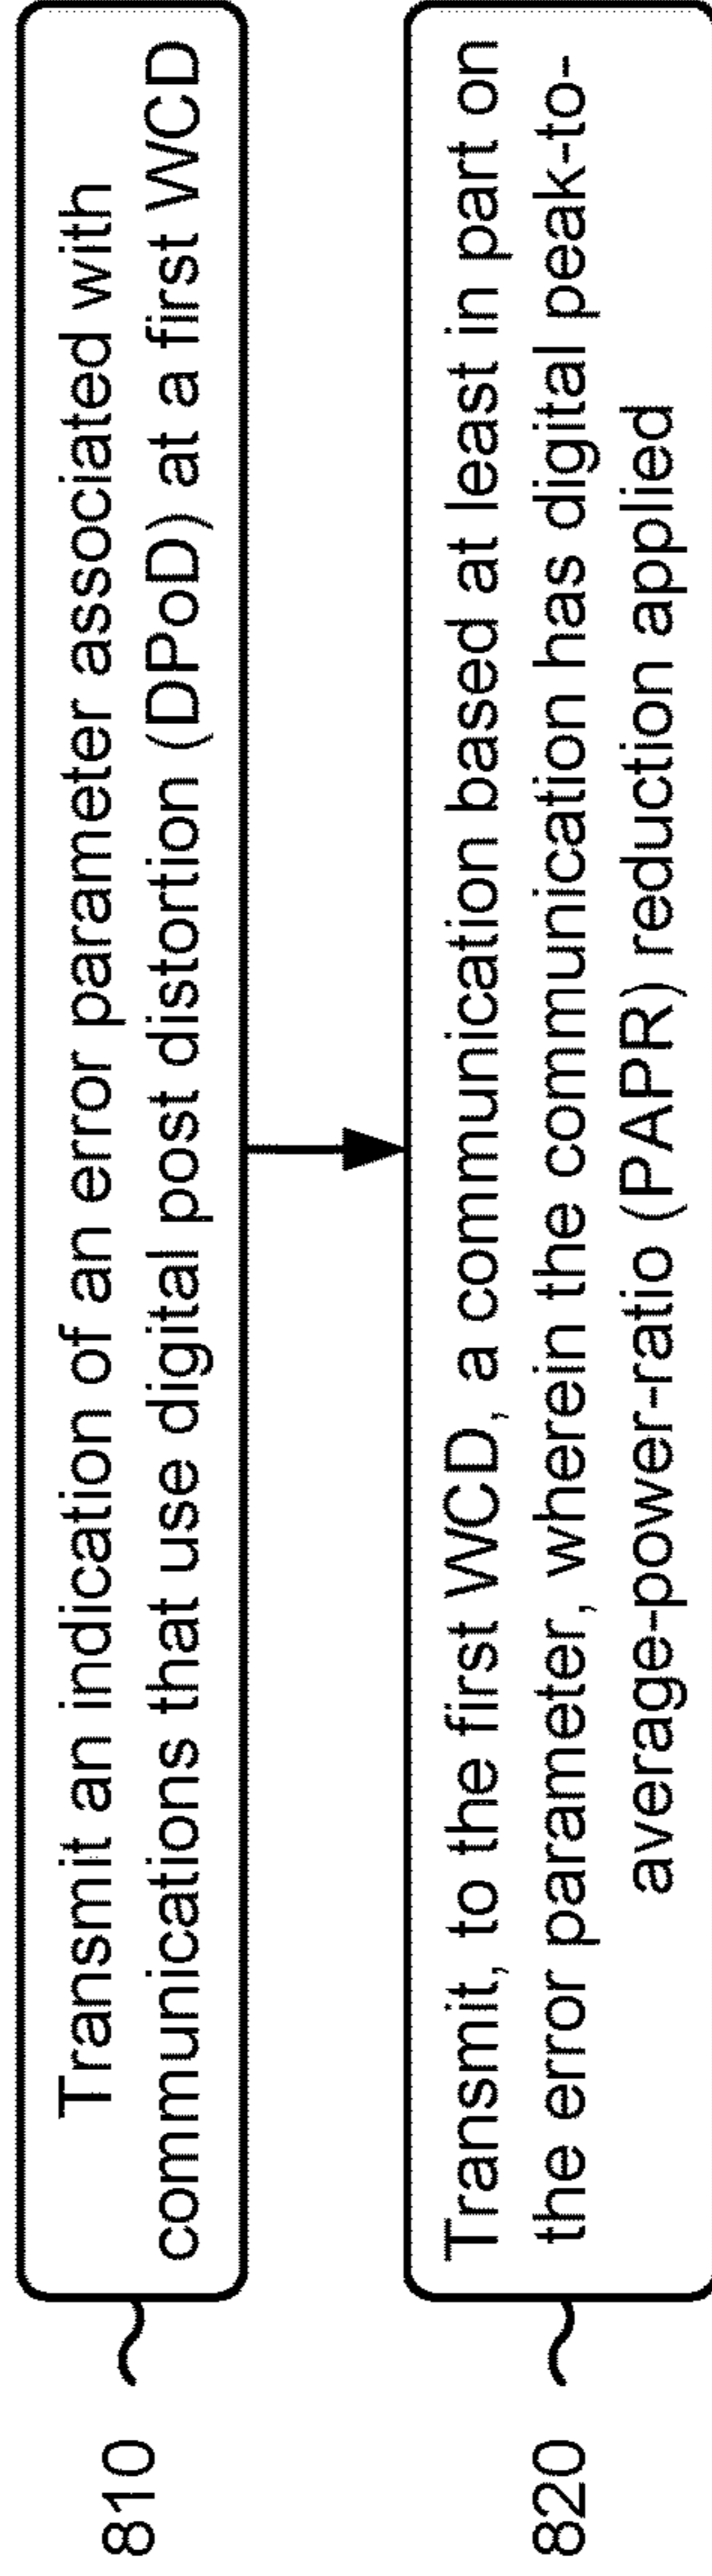 810
Transmit an indication of an error parameter associated with
communications that use digital post distortion (DPoD) at a first WCD
820
Transmit, to the first WCD, a communication based at least in part on
the error parameter, wherein the communication has digital peak-to-
average-power-ratio (PAPR) reduction applied